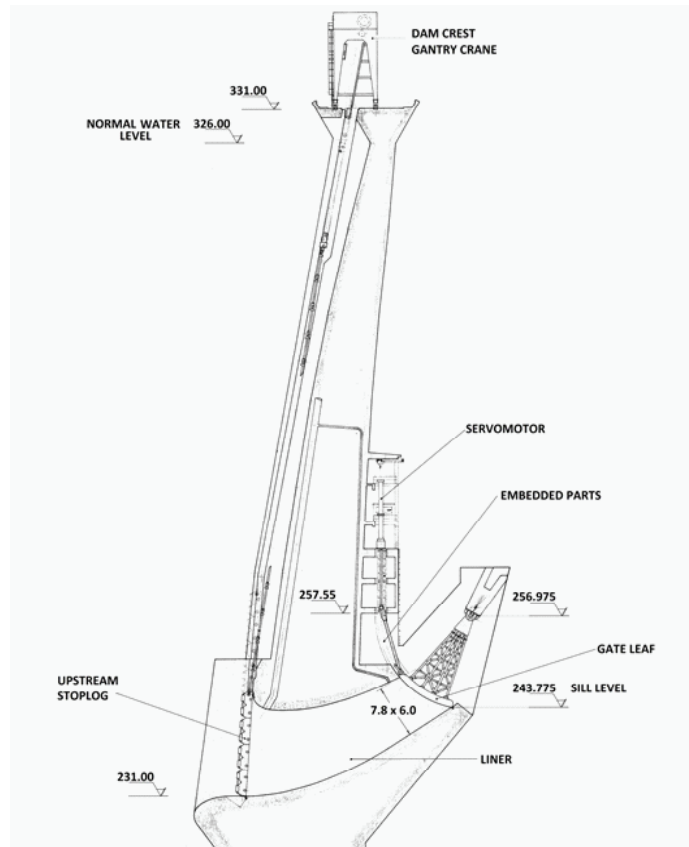 DAM CREST
GANTRY CRANE
331.00
NORMAL WATER
LEVEL
326.00
SERVOMOTOR
EMBEDDED PARTS
257.55
256.975
GATE LEAF
UPSTREAM
STOPLOG
243.775 SILL LEVEL
7.8 x 6.0
LINER
231.00